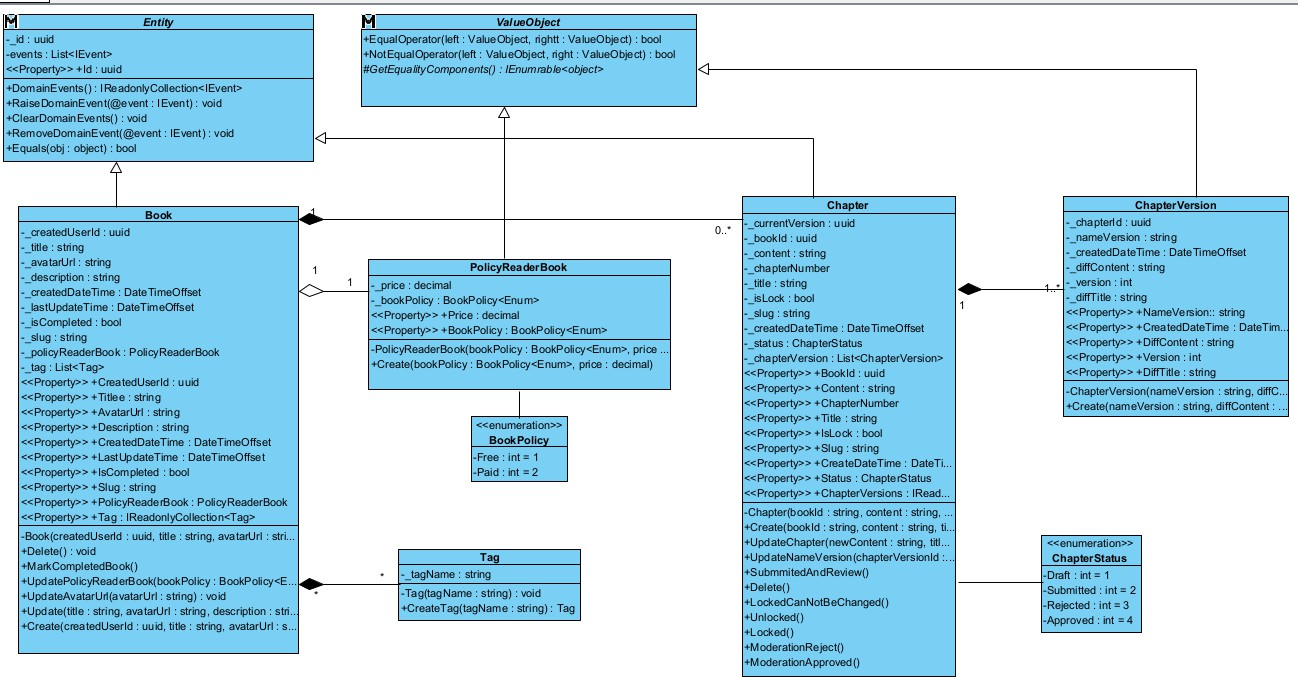 Entity
-_id : uuid
-events : List<IEvent>
<<Property>> +Id : uuid
+DomainEvents() : IReadonlyCollection<IEvent>
+RaiseDomainEvent(@event : IEvent) : void
+ClearDomainEvents() : void
+RemoveDomainEvent(@event : IEvent) : void
+Equals(obj : object) : bool
ValueObject
+EqualOperator(left : ValueObject, rightt : ValueObject) : bool
+NotEqualOperator(left : ValueObject, right : ValueObject) : bool
#GetEqualityComponents() : IEnumrable<object>
Book
-_createdUserId : uuid
-_title : string
-_avatarUrl : string
-_description : string
-_createdDateTime : DateTimeOffset
-_lastUpdateTime : DateTimeOffset
-_isCompleted : bool
-_slug : string
-_policyReaderBook : PolicyReaderBook
-_tag : List<Tag>
<<Property>> +CreatedUserId : uuid
<<Property>> +Titlee : string
<<Property>> +AvatarUrl : string
<<Property>> +Description : string
<<Property>> +CreatedDateTime : DateTimeOffset
<<Property>> +LastUpdateTime : DateTimeOffset
<<Property>> +IsCompleted : bool
<<Property>> +Slug : string
<<Property>> +PolicyReaderBook : PolicyReaderBook
<<Property>> +Tag : IReadonlyCollection<Tag>
-Book(createdUserId : uuid, title : string, avatarUrl : stri...
+Delete() : void
+MarkCompletedBook()
+UpdatePolicyReaderBook(bookPolicy : BookPolicy<E...
+UpdateAvatarUrl(avatarUrl : string) : void
+Update(title : string, avatarUrl : string, description : stri...
+Create(createdUserId : uuid, title : string, avatarUrl : s...
1
0..*
1
1
PolicyReaderBook
-_price : decimal
-_bookPolicy : BookPolicy<Enum>
<<Property>> +Price : decimal
<<Property>> +BookPolicy : BookPolicy<Enum>
-PolicyReaderBook(bookPolicy : BookPolicy<Enum>, price ...
+Create(bookPolicy : BookPolicy<Enum>, price : decimal)
<<enumeration>>
BookPolicy
-Free : int = 1
-Paid : int = 2
*
*
Tag
-_tagName : string
-Tag(tagName : string) : void
+CreateTag(tagName : string) : Tag
Chapter
-_currentVersion : uuid
-_bookId : uuid
-_content : string
-_chapterNumber
-_title : string
-_isLock : bool
-_slug : string
-_createdDateTime : DateTimeOffset
-_status : ChapterStatus
-_chapterVersion : List<ChapterVersion>
<<Property>> +BookId : uuid
<<Property>> +Content : string
<<Property>> +ChapterNumber
<<Property>> +Title : string
<<Property>> +IsLock : bool
<<Property>> +Slug : string
<<Property>> +CreateDateTime : DateTi...
<<Property>> +Status : ChapterStatus
<<Property>> +ChapterVersions : IRead...
-Chapter(bookId : string, content : string, ...
+Create(bookId : string, content : string, ti...
+UpdateChapter(newContent : string, titl...
+UpdateNameVersion(chapterVersionId :...
+SubmmitedAndReview()
+Delete()
+LockedCanNotBeChanged()
+Unlocked()
+Locked()
+ModerationReject()
+ModerationApproved()
1
1..*
ChapterVersion
-_chapterId : uuid
-_nameVersion : string
-_createdDateTime : DateTimeOffset
-_diffContent : string
-_version : int
-_diffTitle : string
<<Property>> +NameVersion:: string
<<Property>> +CreatedDateTime : DateTim...
<<Property>> +DiffContent : string
<<Property>> +Version : int
<<Property>> +DiffTitle : string
-ChapterVersion(nameVersion : string, diffC...
+Create(nameVersion : string, diffContent : ...
<<enumeration>>
ChapterStatus
-Draft : int = 1
-Submitted : int = 2
-Rejected : int = 3
-Approved : int = 4